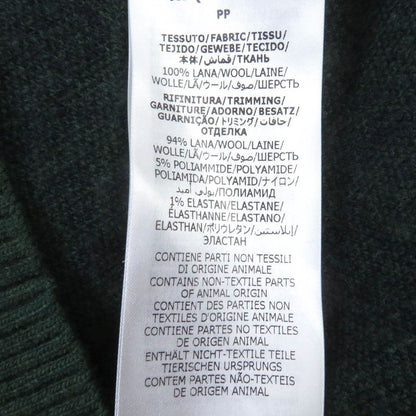 PP
TESSUTO/FABRIC/TISSU/
TEJIDO/GEWEBE/TECIDO/
本体/قماش/ТКАНЬ
100% LANA/WOOL/LAINE/
WOLLE/LÃ/ウール/صوف/ШЕРСТЬ
RIFINITURA/TRIMMING/
GARNITURE/ADORNO/BESATZ/
GUARNIÇÃO/トリミング/حافات/
ОТДЕЛКА
94% LANA/WOOL/LAINE/
WOLLE/LÃ/ウール/صوف/ШЕРСТЬ
5% POLIAMMIDE/POLYAMIDE/
POLIAMIDA/POLYAMID/ナイロン/
بولي أميد/ПОЛИАМИД
1% ELASTAN/ELASTANE/
ÉLASTHANNE/ELASTANO/
ELASTHAN/ポリウレタン/إيلاستين/
ЭЛАСТАН
CONTIENE PARTI NON TESSILI
DI ORIGINE ANIMALE
CONTAINS NON-TEXTILE PARTS
OF ANIMAL ORIGIN
CONTIENT DES PARTIES NON
TEXTILES D'ORIGINE ANIMALE
CONTIENE PARTES NO TEXTILES
DE ORIGEN ANIMAL
ENTHÄLT NICHT-TEXTILE TEILE
TIERISCHEN URSPRUNGS
CONTEM PARTES NÃO-TEXTEIS
DE ORIGEM ANIMAL